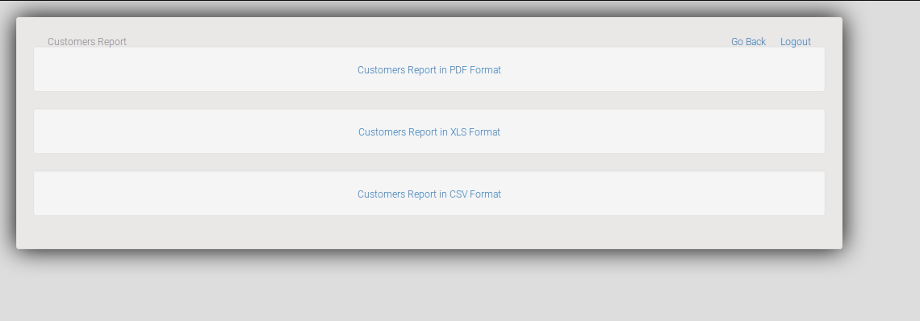 Customers Report Go Back Logout
Customers Report in PDF Format
Customers Report in XLS Format
Customers Report in CSV Format